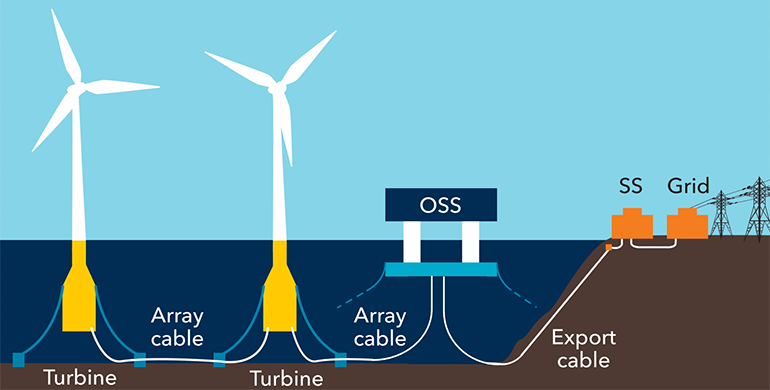 OSS
SS
Grid
Array
cable
Array
cable
Export
cable
Turbine
Turbine